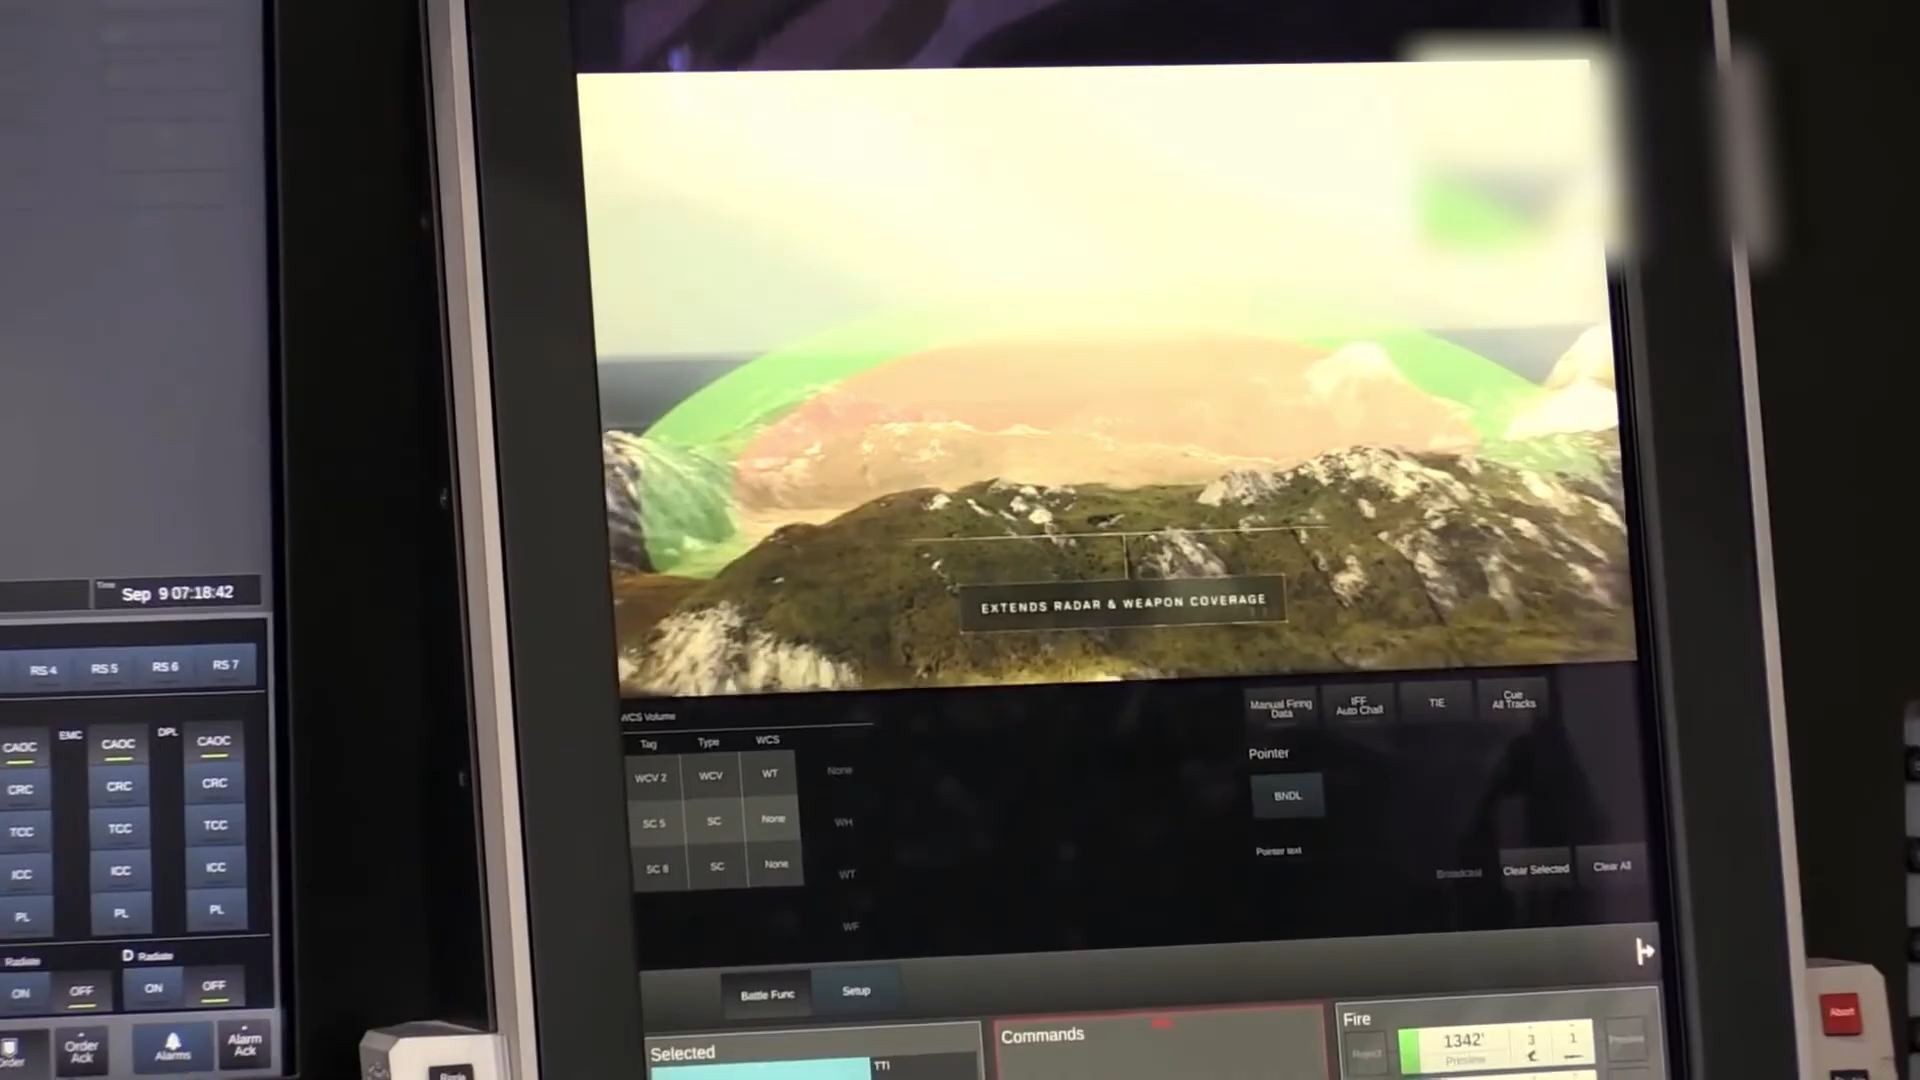 Time
Sep 9 07:18:42
RS 4
RS 5
RS 6
RS 7
EMC
DPL
CAOC
CAOC
CAOC
CRC
CRC
CRC
TCC
TCC
TCC
ICC
ICC
ICC
PL
PL
PL
Radiate
D Radiate
ON
OFF
ON
OFF
Order
Ack
Alarms
Alarm
Ack
EXTENDS RADAR & WEAPON COVERAGE
WCS Volume
Tag
Type
WCS
WCV 2
WCV
WT
SC 5
SC
None
SC 8
SC
None
None
WH
WT
WF
Manual Firing
Data
IFF
Auto Chall
TIE
Cue
All Tracks
Pointer
BNDL
Pointer text
Broadcast
Clear Selected
Clear All
Battle Func
Setup
Selected
TTI
Commands
Fire
Reject
1342'
Preview
3
1
Abort